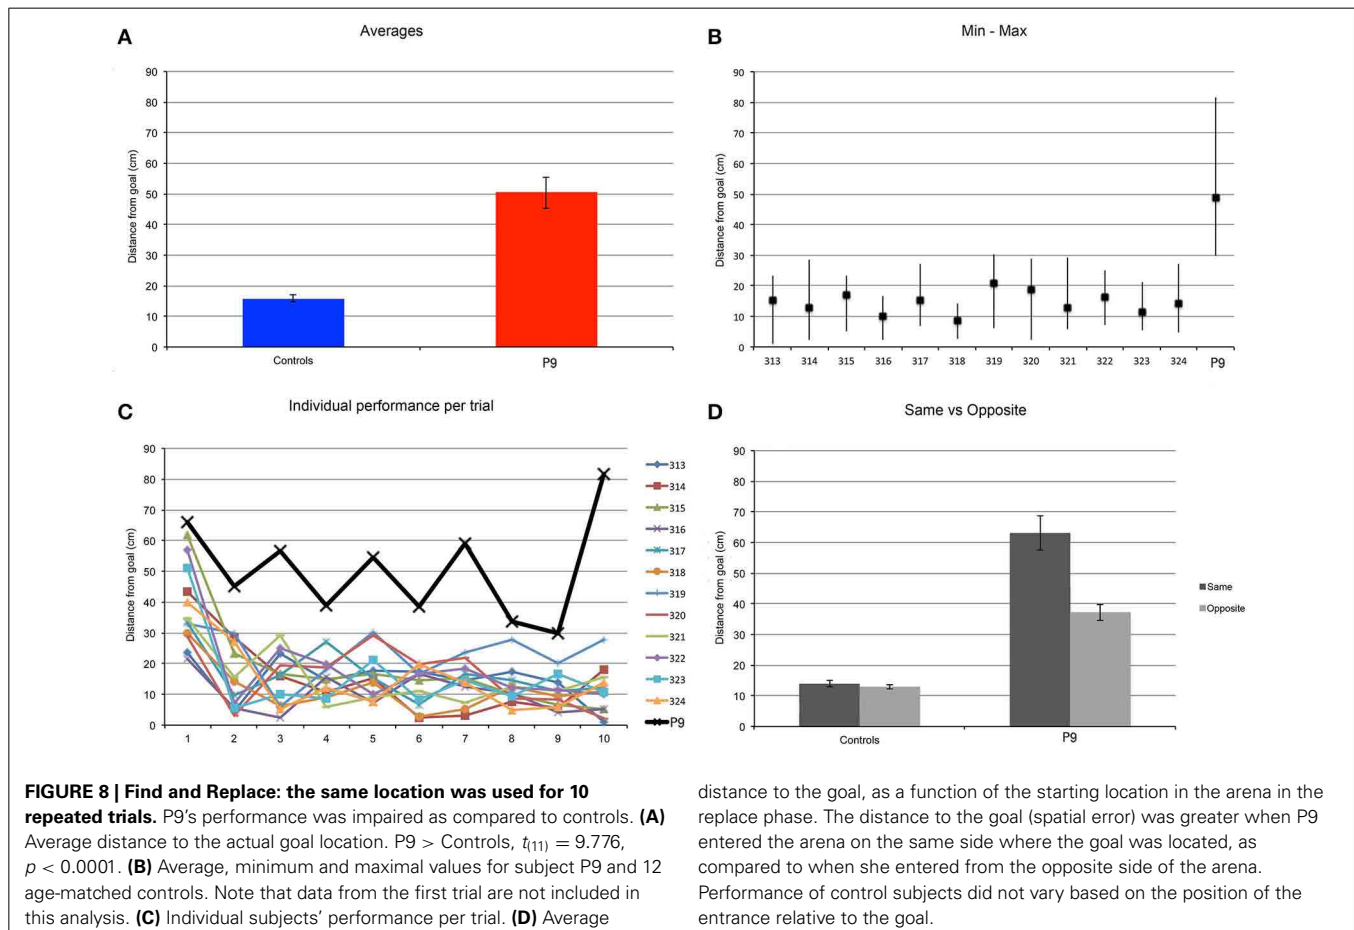 A
Averages
90
80
70
60
50
40
30
20
10
0
Distance from goal (cm)
Controls
P9
B
Min - Max
90
80
70
60
50
40
30
20
10
0
Distance from goal (cm)
313 314 315 316 317 318 319 320 321 322 323 324 P9
C
Individual performance per trial
90
80
70
60
50
40
30
20
10
0
Distance from goal (cm)
1 2 3 4 5 6 7 8 9 10
313
314
315
316
317
318
319
320
321
322
323
324
P9
D
Same vs Opposite
90
80
70
60
50
40
30
20
10
0
Distance from goal (cm)
Controls
P9
Same
Opposite
FIGURE 8 | Find and Replace: the same location was used for 10
repeated trials. P9's performance was impaired as compared to controls. (A)
Average distance to the actual goal location. P9 > Controls, t(11) = 9.776,
p < 0.0001. (B) Average, minimum and maximal values for subject P9 and 12
age-matched controls. Note that data from the first trial are not included in
this analysis. (C) Individual subjects' performance per trial. (D) Average
distance to the goal, as a function of the starting location in the arena in the
replace phase. The distance to the goal (spatial error) was greater when P9
entered the arena on the same side where the goal was located, as
compared to when she entered from the opposite side of the arena.
Performance of control subjects did not vary based on the position of the
entrance relative to the goal.